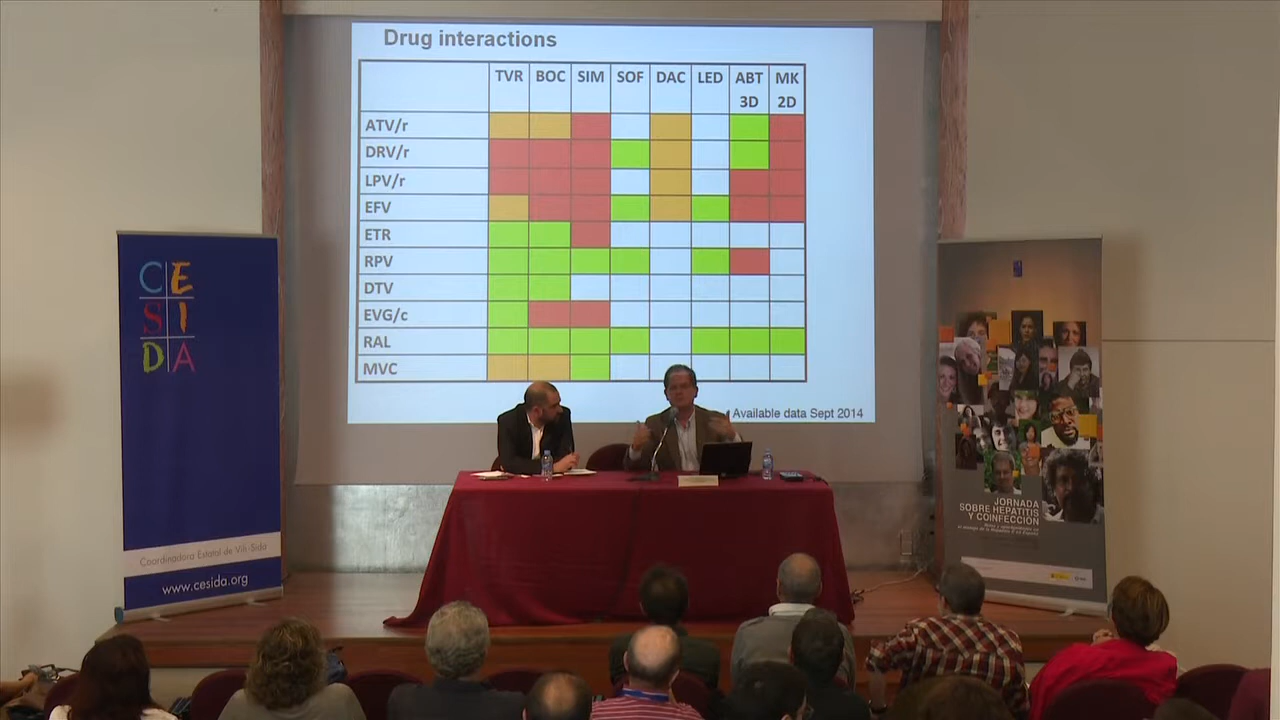 Drug interactions
TVR BOC SIM SOF DAC LED ABT 3D MK 2D
ATV/r
DRV/r
LPV/r
EFV
ETR
RPV
DTV
EVG/c
RAL
MVC
Available data Sept 2014
CE
SI
DA
Coordinadora Estatal de VIH-Sida
www.cesida.org
JORNADA
SOBRE HEPATITIS
Y COINFECCIÓN